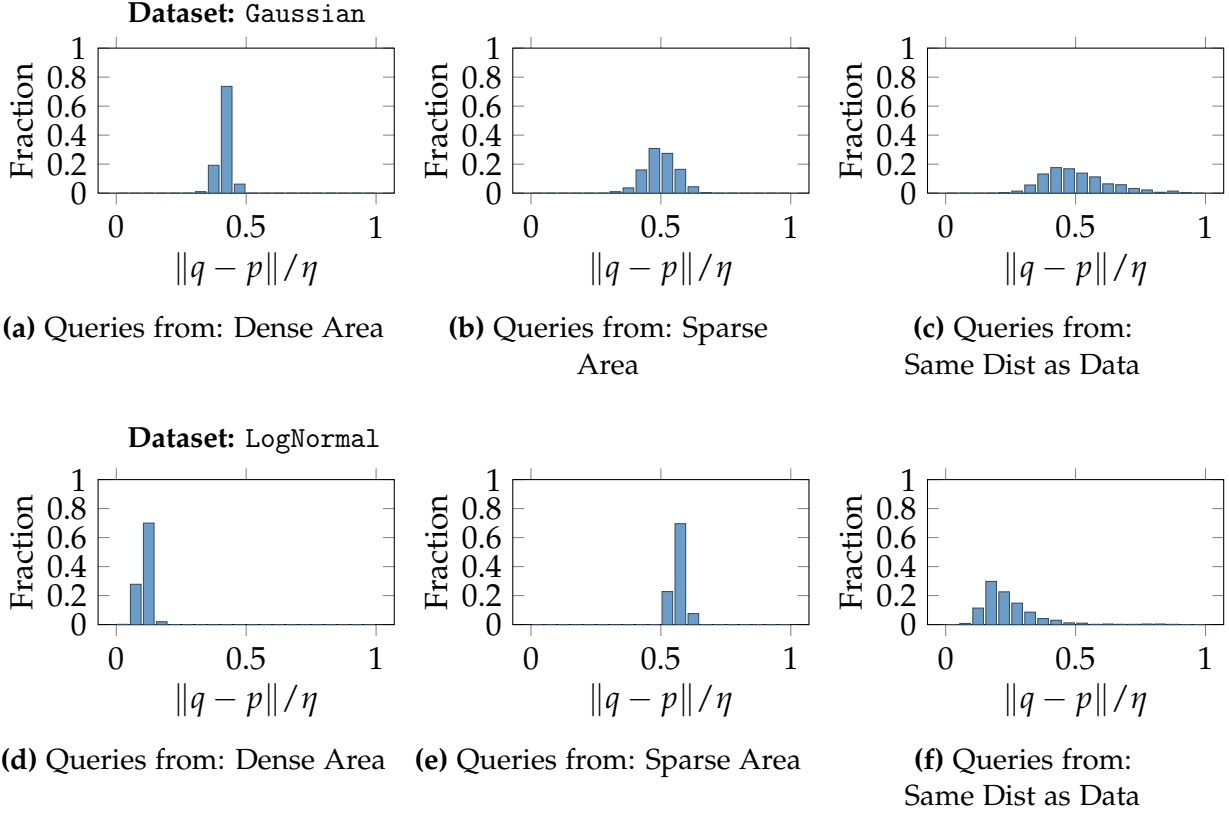 Dataset: Gaussian
1
0.8
0.6
0.4
0.2
0
Fraction
0 0.5 1
‖q − p‖/η
(a) Queries from: Dense Area
1
0.8
0.6
0.4
0.2
0
Fraction
0 0.5 1
‖q − p‖/η
(b) Queries from: Sparse
Area
1
0.8
0.6
0.4
0.2
0
Fraction
0 0.5 1
‖q − p‖/η
(c) Queries from:
Same Dist as Data
Dataset: LogNormal
1
0.8
0.6
0.4
0.2
0
Fraction
0 0.5 1
‖q − p‖/η
(d) Queries from: Dense Area
1
0.8
0.6
0.4
0.2
0
Fraction
0 0.5 1
‖q − p‖/η
(e) Queries from: Sparse Area
1
0.8
0.6
0.4
0.2
0
Fraction
0 0.5 1
‖q − p‖/η
(f) Queries from:
Same Dist as Data